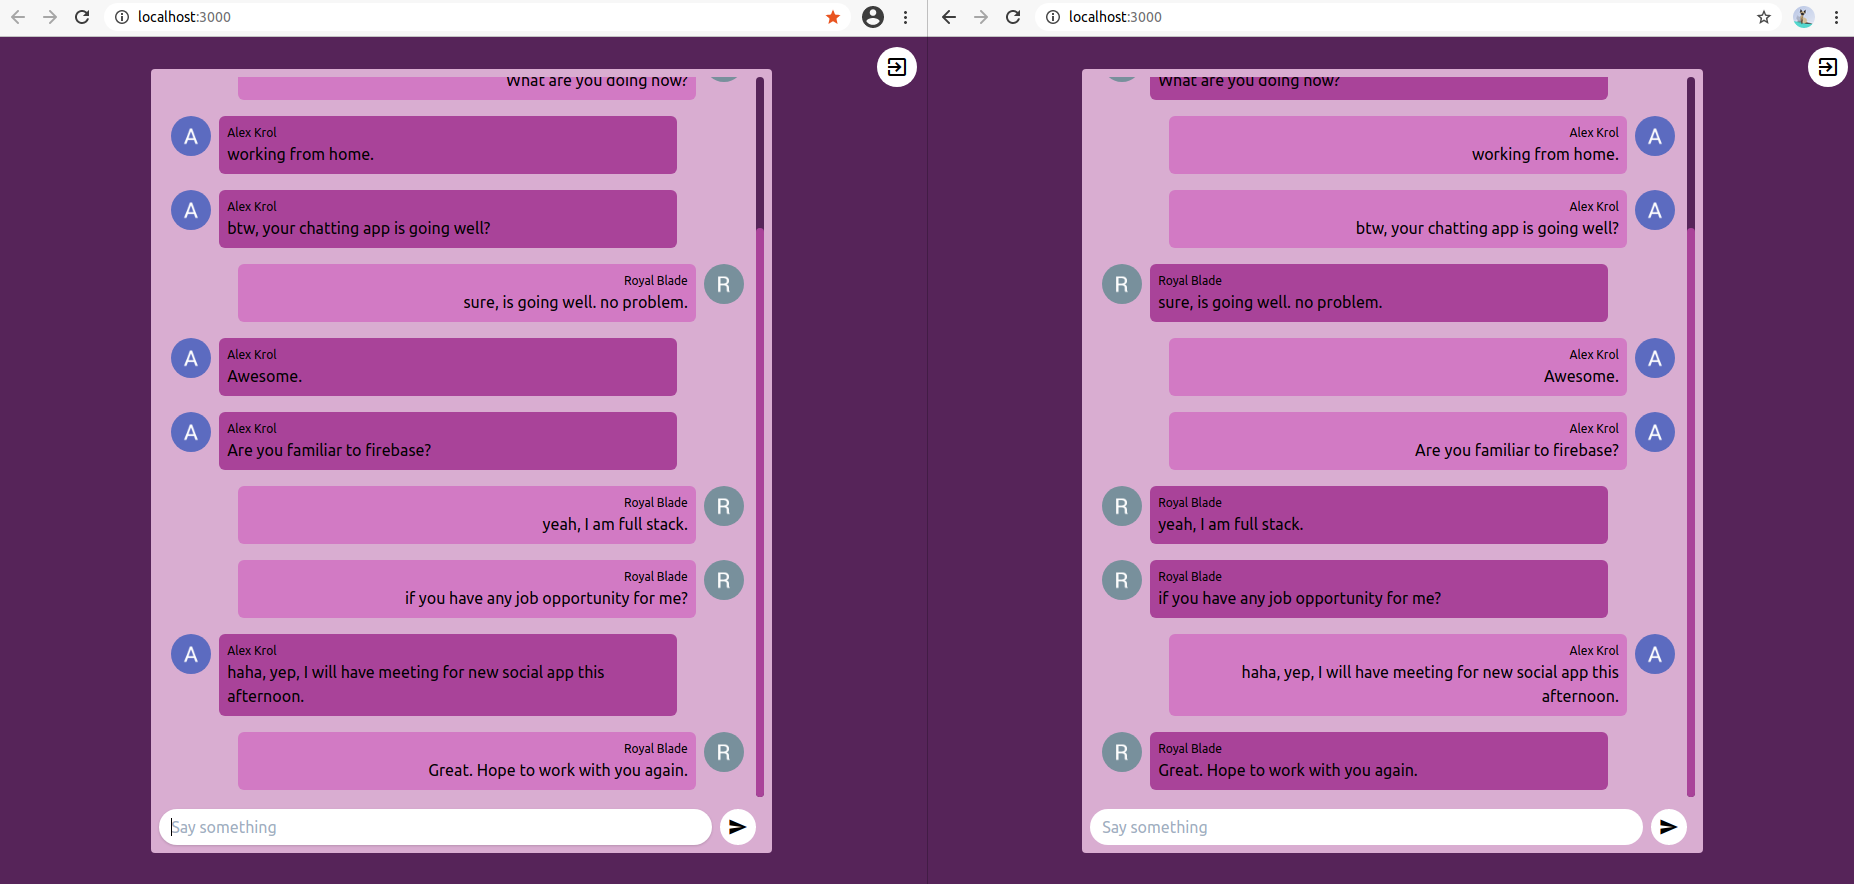 localhost:3000
What are you doing now?
A
Alex Krol
working from home.
A
Alex Krol
btw, your chatting app is going well?
Royal Blade
R
sure, is going well. no problem.
A
Alex Krol
Awesome.
A
Alex Krol
Are you familiar to firebase?
Royal Blade
R
yeah, I am full stack.
Royal Blade
R
if you have any job opportunity for me?
A
Alex Krol
haha, yep, I will have meeting for new social app this
afternoon.
Royal Blade
R
Great. Hope to work with you again.
Say something
localhost:3000
What are you doing now?
Alex Krol
A
working from home.
Alex Krol
A
btw, your chatting app is going well?
R
Royal Blade
sure, is going well. no problem.
Alex Krol
A
Awesome.
Alex Krol
A
Are you familiar to firebase?
R
Royal Blade
yeah, I am full stack.
R
Royal Blade
if you have any job opportunity for me?
Alex Krol
A
haha, yep, I will have meeting for new social app this
afternoon.
R
Royal Blade
Great. Hope to work with you again.
Say something